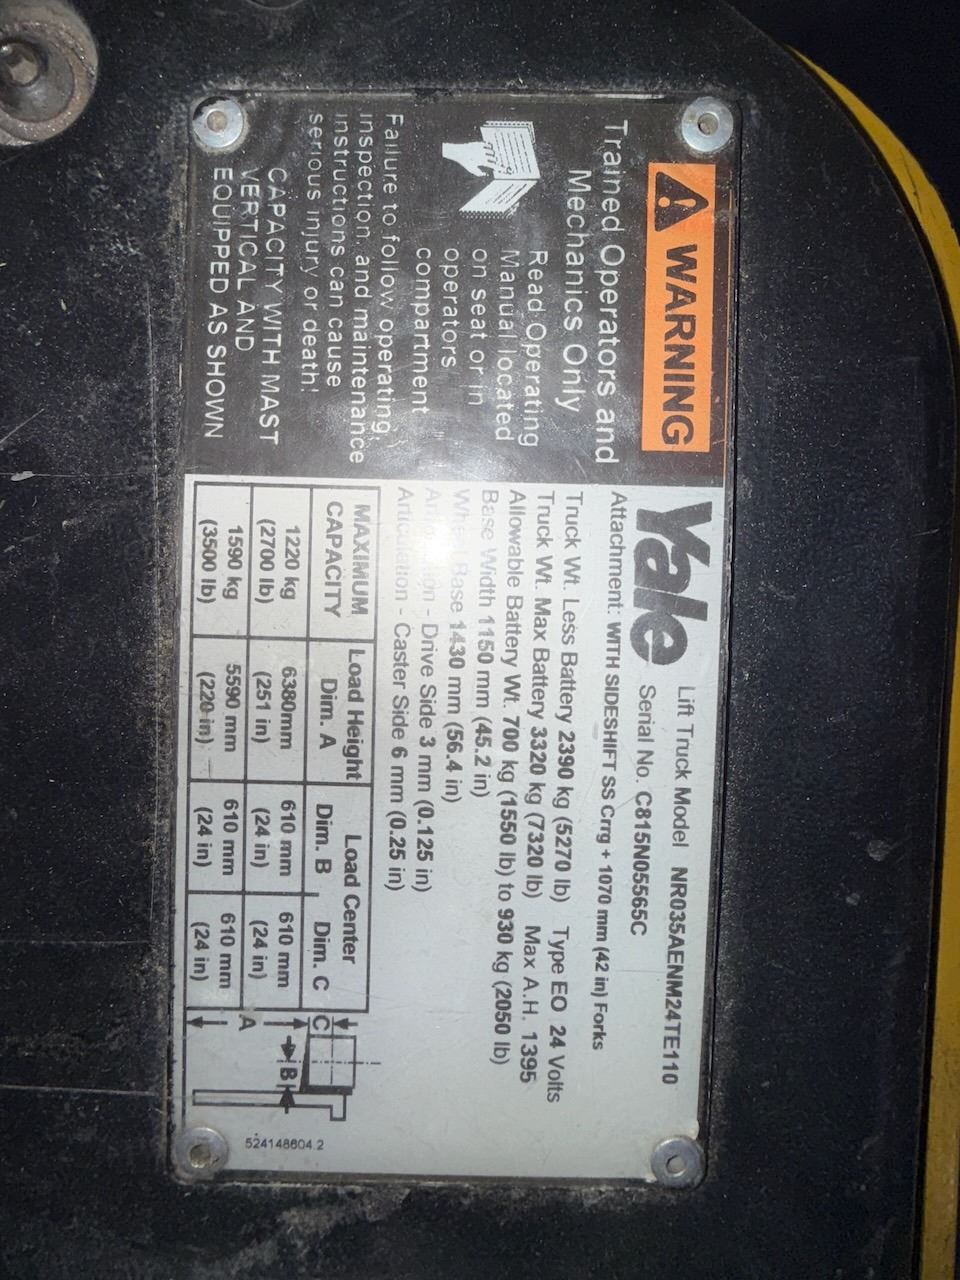 WARNING
Trained Operators and
Mechanics Only
Read Operating
Manual located
on seat or in
operators
compartment
Failure to follow operating,
inspection, and maintenance
instructions can cause
serious injury or death!
CAPACITY WITH MAST
VERTICAL AND
EQUIPPED AS SHOWN
Yale
Lift Truck Model NR035AENM24TE110
Serial No. C815N05565C
Attachment: WITH SIDESHIFT SS Crrg + 1070 mm (42 in) Forks
Truck Wt. Less Battery 2390 kg (5270 lb) Type EO 24 Volts
Truck Wt. Max Battery 3320 kg (7320 lb) Max A.H. 1395
Allowable Battery Wt. 700 kg (1550 lb) to 930 kg (2050 lb)
Base Width 1150 mm (45.2 in)
Wheel Base 1430 mm (56.4 in)
- Drive Side 3 mm (0.125 in)
Articulation - Caster Side 6 mm (0.25 in)
MAXIMUM CAPACITY Load Height Dim. A Load Center Dim. B Dim. C
1220 kg 6380mm 610 mm 610 mm
(2700 lb) (251 in) (24 in) (24 in)
1590 kg 5590 mm 610 mm 610 mm
(3500 lb) (220 in) (24 in) (24 in)
C
B
A
524148604.2